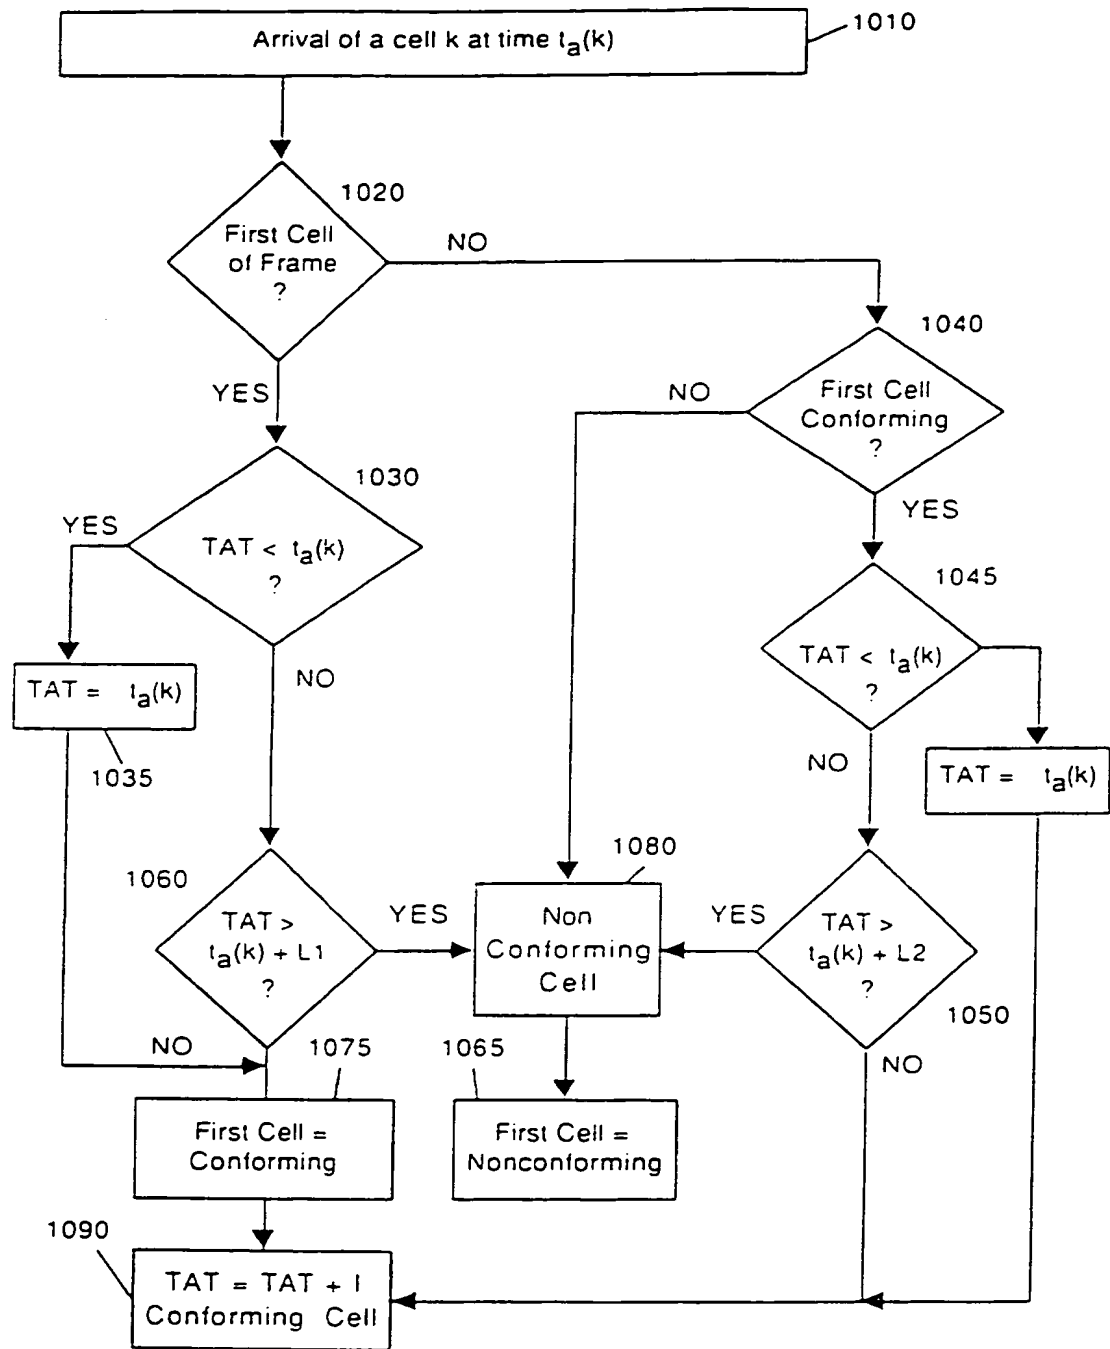 Arrival of a cell k at time ta(k)
1010
1020
First Cell
of Frame
?
NO
YES
1040
First Cell
Conforming
?
NO
YES
1030
TAT < ta(k)
?
YES
NO
1045
TAT < ta(k)
?
NO
TAT = ta(k)
1035
TAT = ta(k)
1060
TAT >
ta(k) + L1
?
YES
NO
1080
Non
Conforming
Cell
YES
TAT >
ta(k) + L2
?
1050
NO
1075
First Cell =
Conforming
1065
First Cell =
Nonconforming
1090
TAT = TAT + I
Conforming Cell